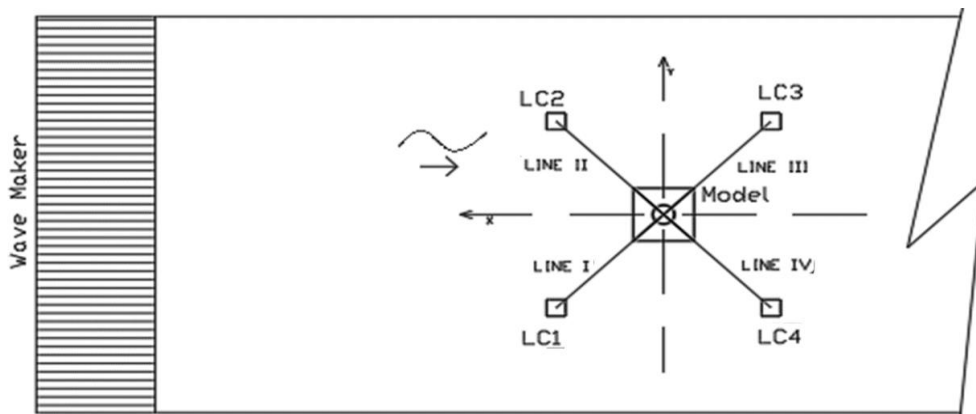 Wave Maker
LC2
LC3
Y
LINE II
LINE III
Model
X
LINE I
LINE IV
LC1
LC4